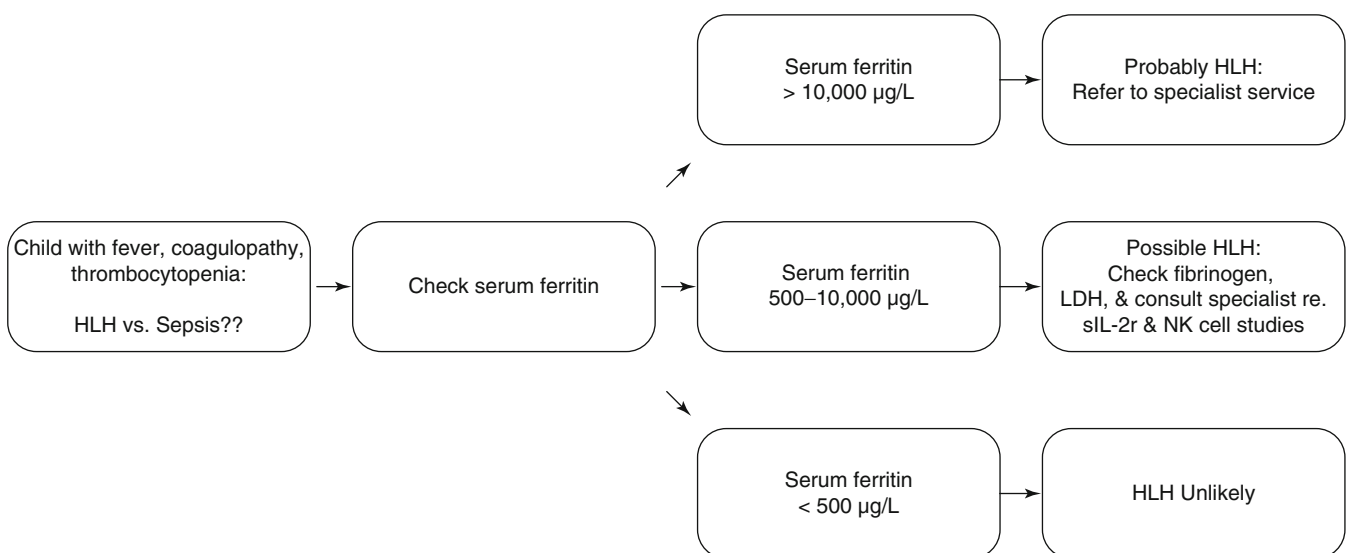 Child with fever, coagulopathy,
thrombocytopenia:
HLH vs. Sepsis??
Check serum ferritin
Serum ferritin
> 10,000 µg/L
Probably HLH:
Refer to specialist service
Serum ferritin
500–10,000 µg/L
Possible HLH:
Check fibrinogen,
LDH, & consult specialist re.
sIL-2r & NK cell studies
Serum ferritin
< 500 µg/L
HLH Unlikely